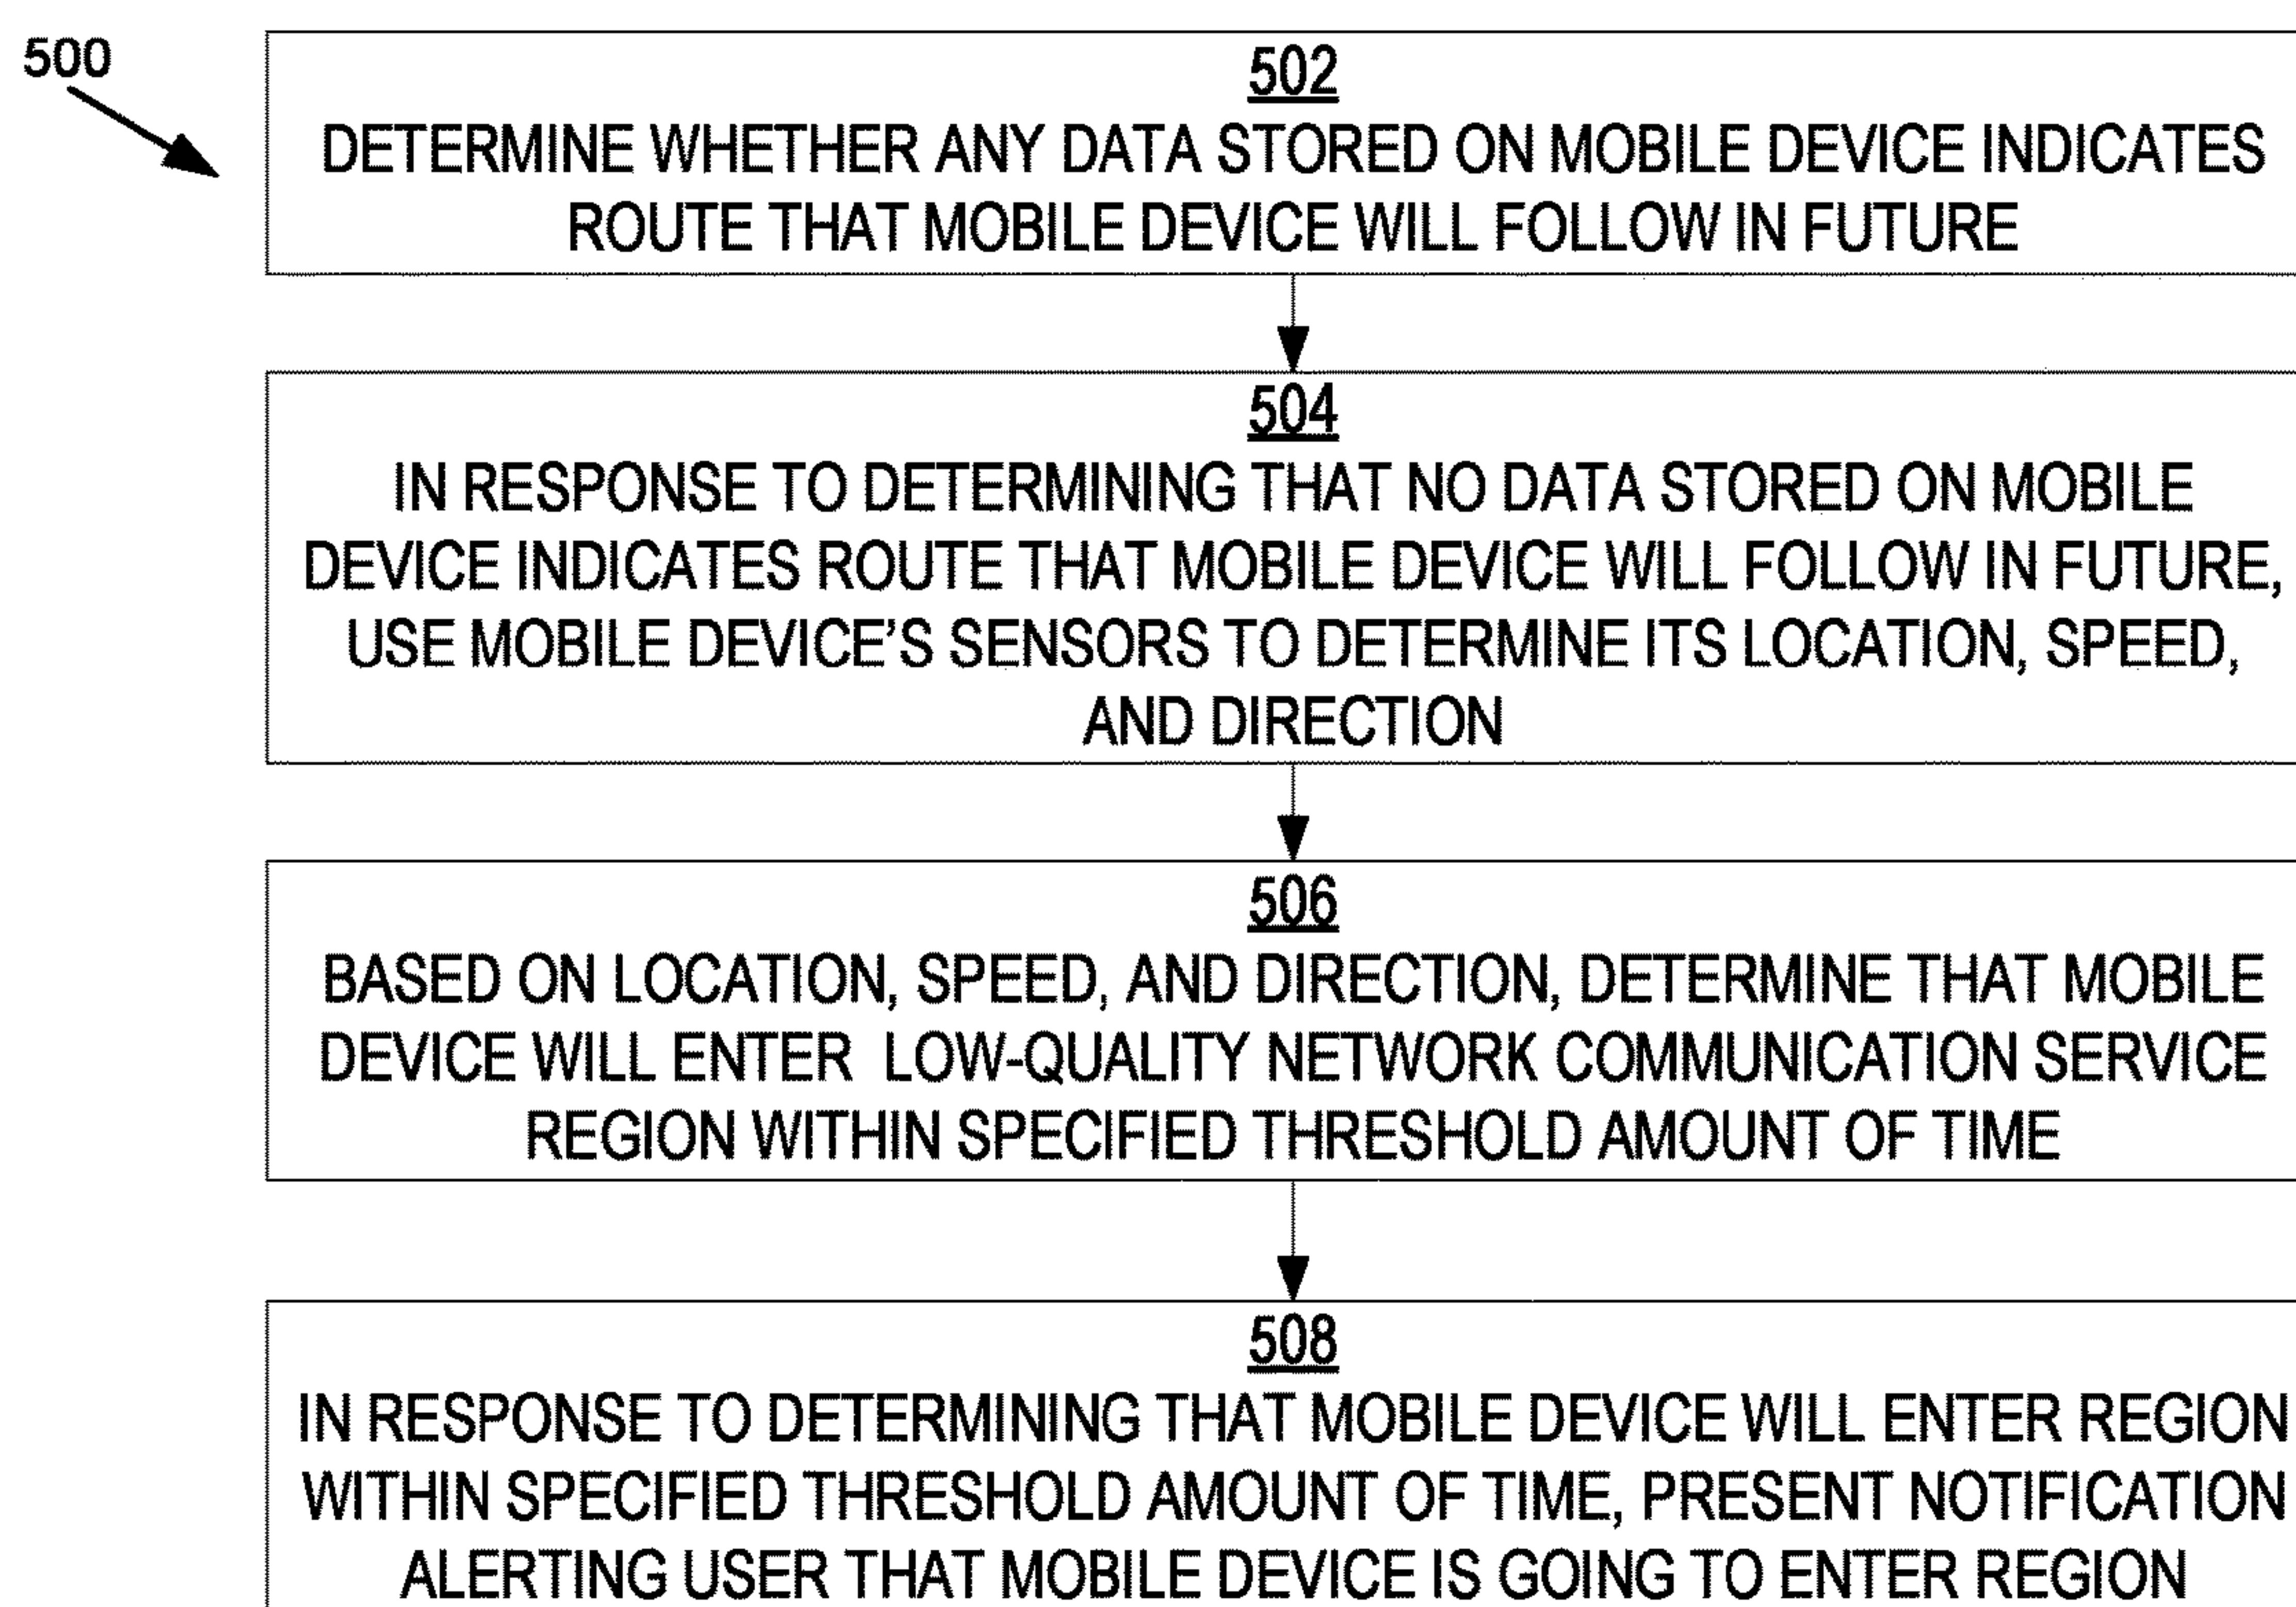 500
502
DETERMINE WHETHER ANY DATA STORED ON MOBILE DEVICE INDICATES
ROUTE THAT MOBILE DEVICE WILL FOLLOW IN FUTURE
504
IN RESPONSE TO DETERMINING THAT NO DATA STORED ON MOBILE
DEVICE INDICATES ROUTE THAT MOBILE DEVICE WILL FOLLOW IN FUTURE,
USE MOBILE DEVICE’S SENSORS TO DETERMINE ITS LOCATION, SPEED,
AND DIRECTION
506
BASED ON LOCATION, SPEED, AND DIRECTION, DETERMINE THAT MOBILE
DEVICE WILL ENTER LOW-QUALITY NETWORK COMMUNICATION SERVICE
REGION WITHIN SPECIFIED THRESHOLD AMOUNT OF TIME
508
IN RESPONSE TO DETERMINING THAT MOBILE DEVICE WILL ENTER REGION
WITHIN SPECIFIED THRESHOLD AMOUNT OF TIME, PRESENT NOTIFICATION
ALERTING USER THAT MOBILE DEVICE IS GOING TO ENTER REGION